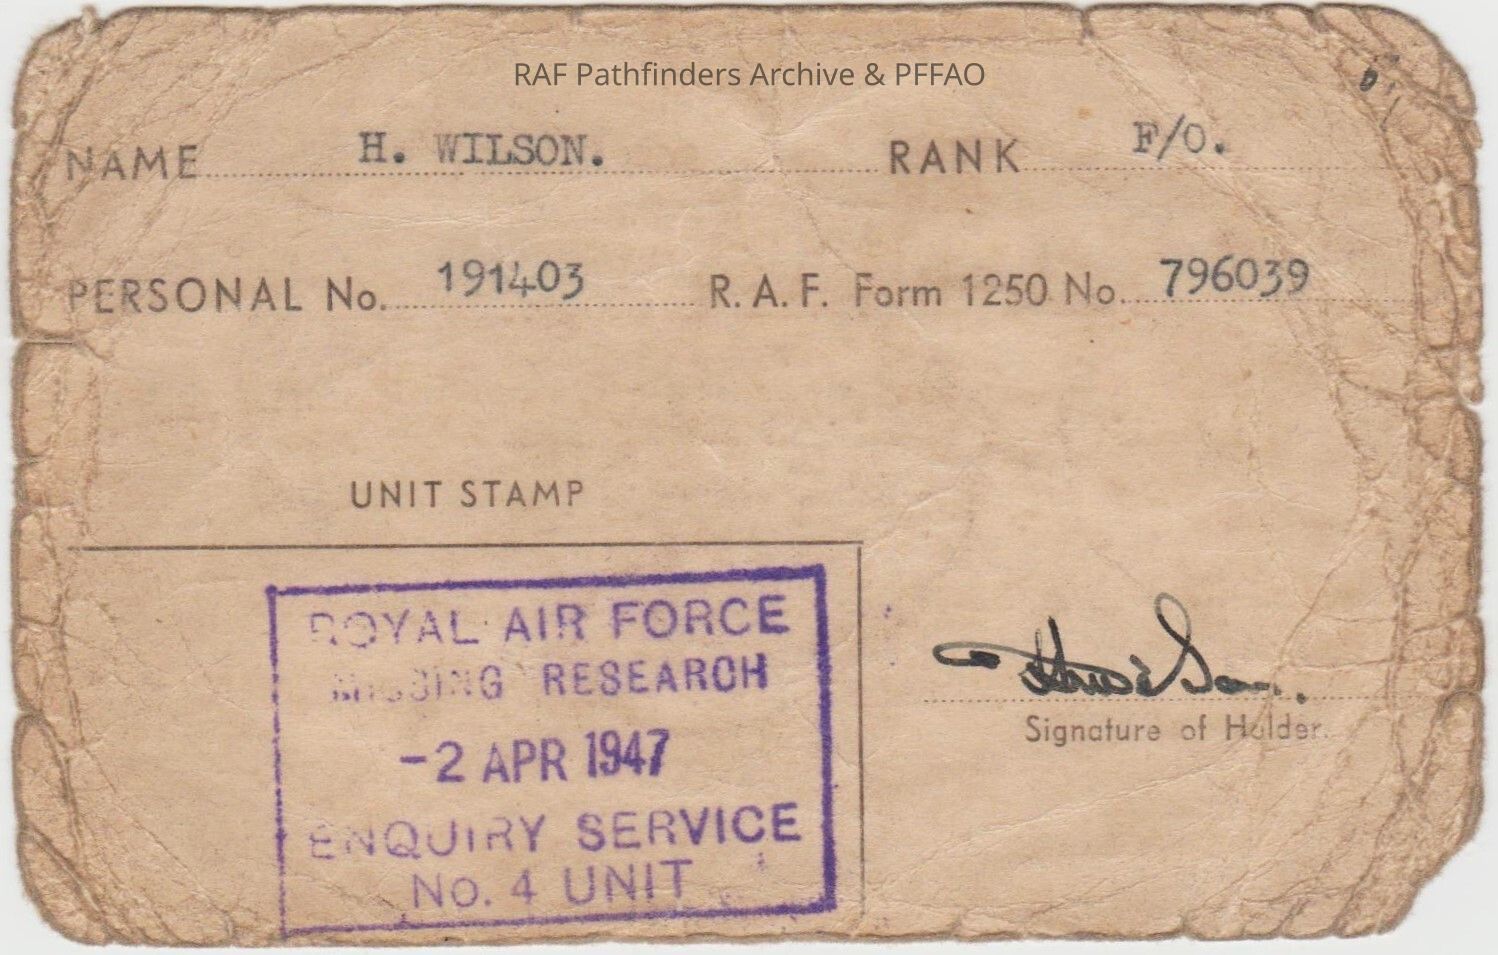 RAF Pathfinders Archive & PFFAO
NAME H. WILSON. RANK F/O.
PERSONAL No. 191403 R.A.F. Form 1250 No. 796039
UNIT STAMP
ROYAL AIR FORCE
MISSING RESEARCH
-2 APR 1947
ENQUIRY SERVICE
No. 4 UNIT
Signature of Holder.